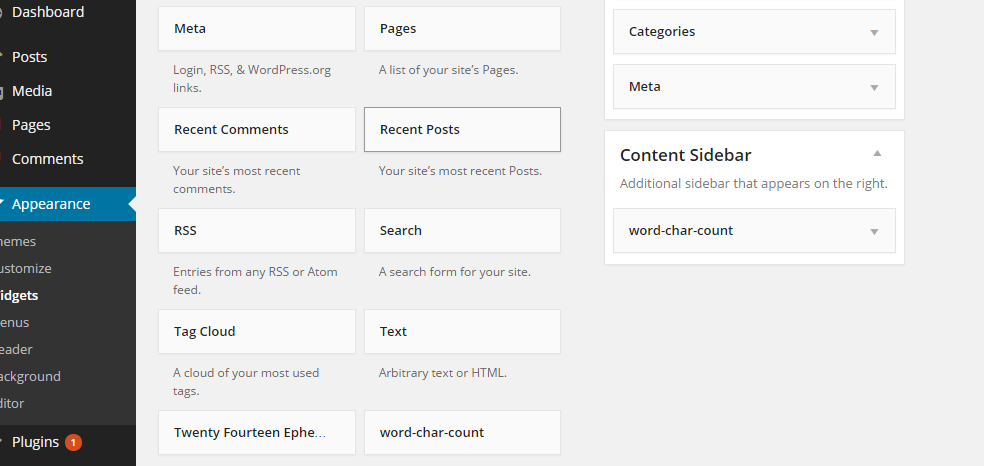 Dashboard
Posts
Media
Pages
Comments
Appearance
hemes
ustomize
idgets
enus
eader
ackground
ditor
Plugins 1
Meta
Login, RSS, & WordPress.org
links.
Pages
A list of your site's Pages.
Recent Comments
Your site's most recent
comments.
Recent Posts
Your site's most recent Posts.
RSS
Entries from any RSS or Atom
feed.
Search
A search form for your site.
Tag Cloud
A cloud of your most used
tags.
Text
Arbitrary text or HTML.
Twenty Fourteen Ephe...
word-char-count
Categories
Meta
Content Sidebar
Additional sidebar that appears on the right.
word-char-count